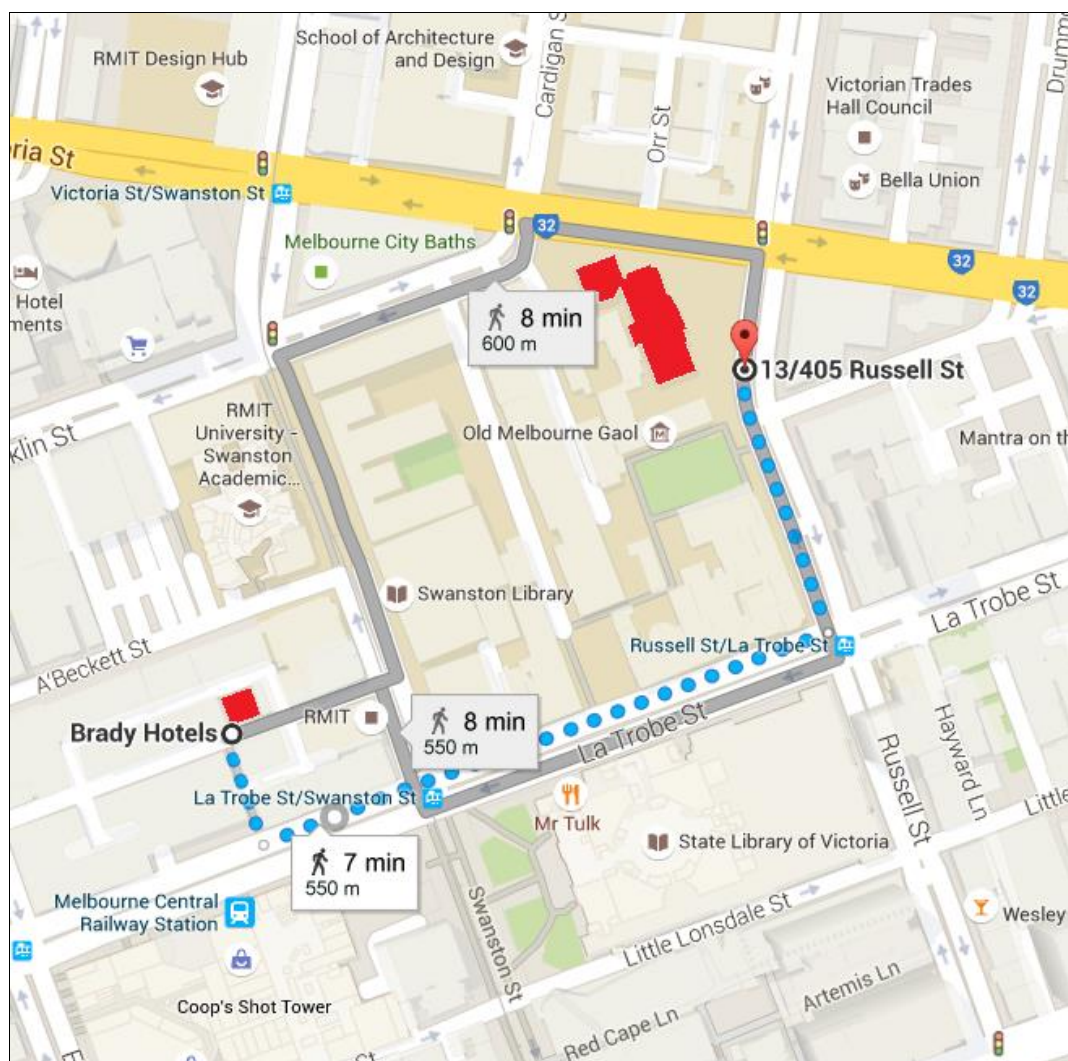 RMIT Design Hub
School of Architecture
and Design
Cardigan S
Orr St
Victorian Trades
Hall Council
Drummo
Bella Union
oria St
Victoria St/Swanston St
32
32
32
Melbourne City Baths
Hotel
ments
8 min
600 m
13/405 Russell St
klin St
RMIT
University -
Swanston
Academic...
Old Melbourne Gaol
Mantra on th
Swanston Library
La Trobe St
Russell St/La Trobe St
A'Beckett St
Brady Hotels
RMIT
8 min
550 m
La Trobe St
Hayward Ln
Russell St
Little
La Trobe St/Swanston St
Mr Tulk
State Library of Victoria
7 min
550 m
Melbourne Central
Railway Station
Swanston St
Little Lonsdale St
Wesley
Coop's Shot Tower
Artemis Ln
Red Cape Ln
St
E